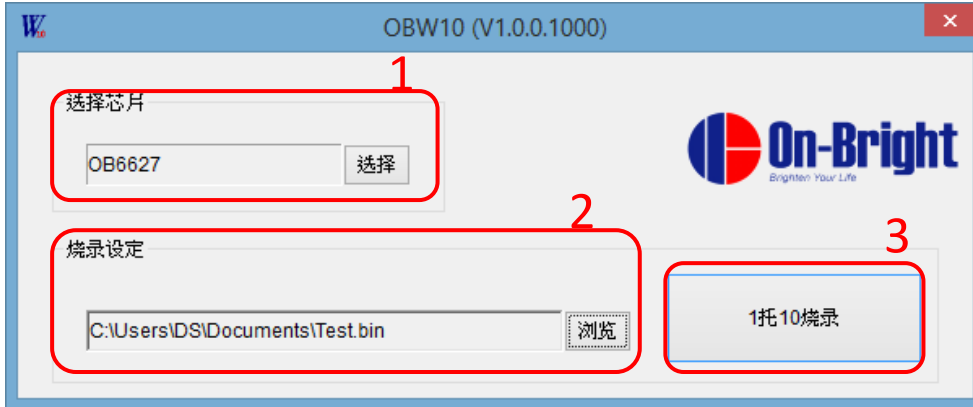 W10
OBW10 (V1.0.0.1000)
1
选择芯片
OB6627
选择
On-Bright
Brighten Your Life
2
烧录设定
C:\Users\DS\Documents\Test.bin
浏览
3
1托10烧录